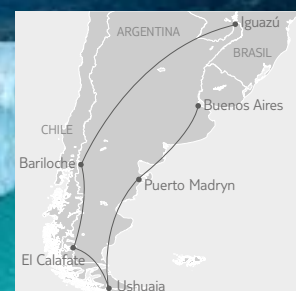 Iguazú
ARGENTINA
BRASIL
Buenos Aires
CHILE
Bariloche
Puerto Madryn
El Calafate
Ushuaia